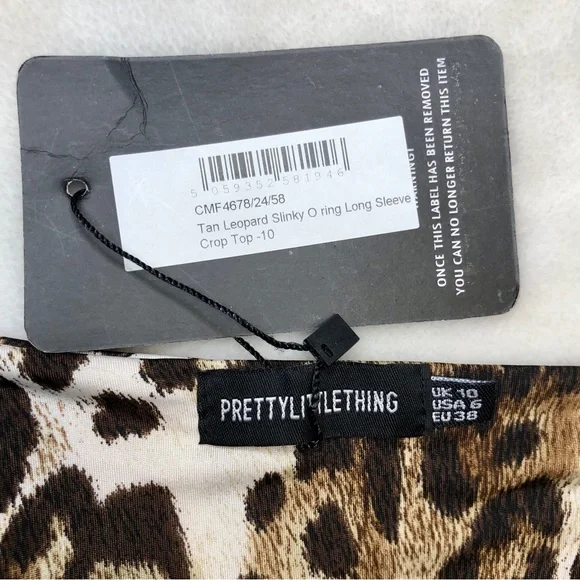 5 059352 581946
CMF4678/24/58
Tan Leopard Slinky O ring Long Sleeve
Crop Top -10
ONCE THIS LABEL HAS BEEN REMOVED
YOU CAN NO LONGER RETURN THIS ITEM
PRETTYLITTLETHING
UK 10
USA 6
EU 38